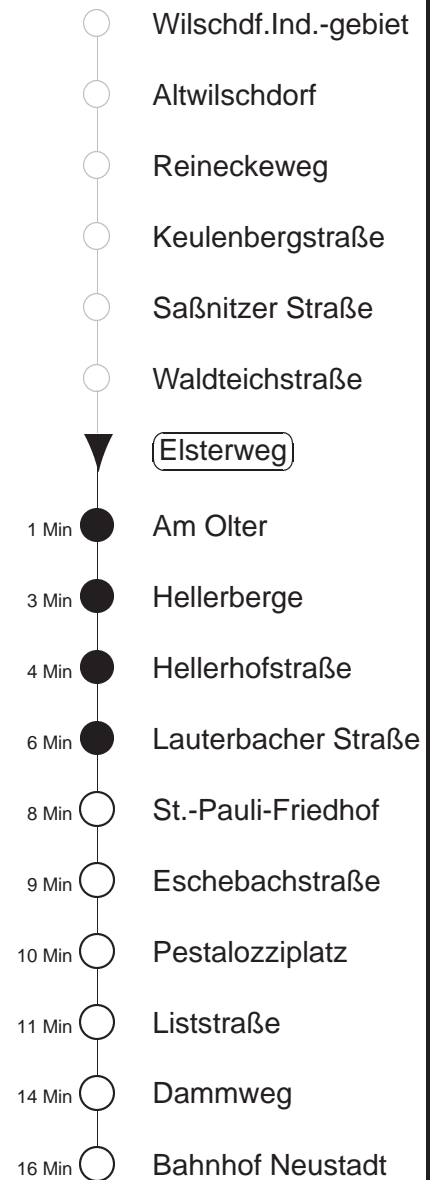 Wilschdf.Ind.-gebiet
Altwilschdorf
Reineckeweg
Keulenbergstraße
Saßnitzer Straße
Waldteichstraße
Elsterweg
1 Min Am Olter
3 Min Hellerberge
4 Min Hellerhofstraße
6 Min Lauterbacher Straße
8 Min St.-Pauli-Friedhof
9 Min Eschebachstraße
10 Min Pestalozziplatz
11 Min Liststraße
14 Min Dammweg
16 Min Bahnhof Neustadt